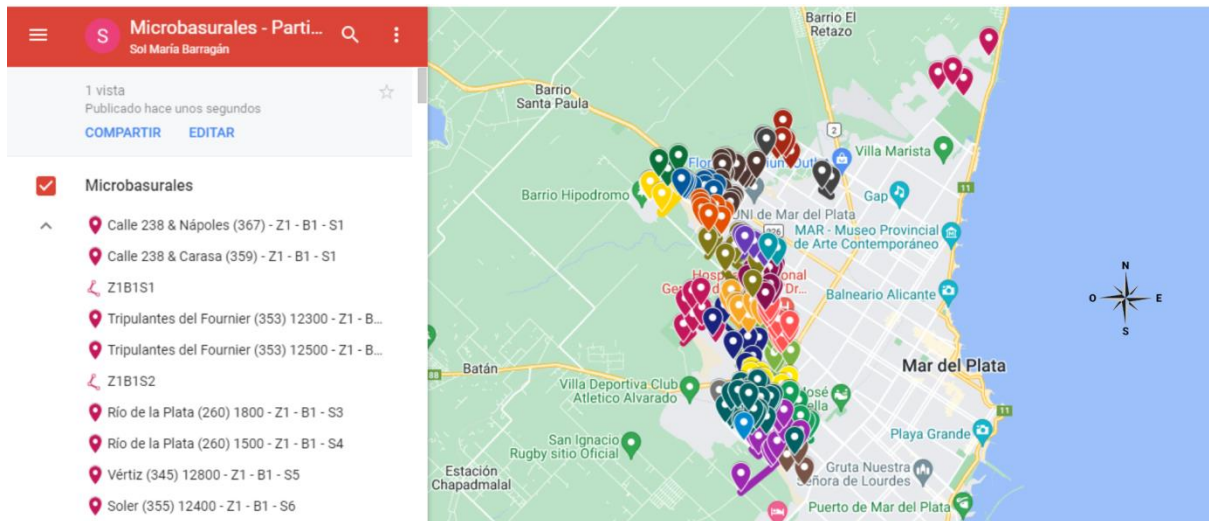 S
Microbasurales - Parti...
Sol María Barragán
1 vista
Publicado hace unos segundos
COMPARTIR EDITAR
Microbasurales
Calle 238 & Nápoles (367) - Z1 - B1 - S1
Calle 238 & Carasa (359) - Z1 - B1 - S1
Z1B1S1
Tripulantes del Fournier (353) 12300 - Z1 - B...
Tripulantes del Fournier (353) 12500 - Z1 - B...
Z1B1S2
Río de la Plata (260) 1800 - Z1 - B1 - S3
Río de la Plata (260) 1500 - Z1 - B1 - S4
Vértiz (345) 12800 - Z1 - B1 - S5
Soler (355) 12400 - Z1 - B1 - S6
Barrio El
Retazo
Barrio
Santa Paula
2
Villa Marista
Barrio Hipodromo
Gap
11
UNI de Mar del Plata
226
MAR - Museo Provincial
de Arte Contemporáneo
Balneario Alicante
N
O E
S
Batán
88
Mar del Plata
Villa Deportiva Club
Atletico Alvarado
11
San Ignacio
Rugby sitio Oficial
Playa Grande
Estación
Chapadmalal
Gruta Nuestra
Señora de Lourdes
Puerto de Mar del Plata